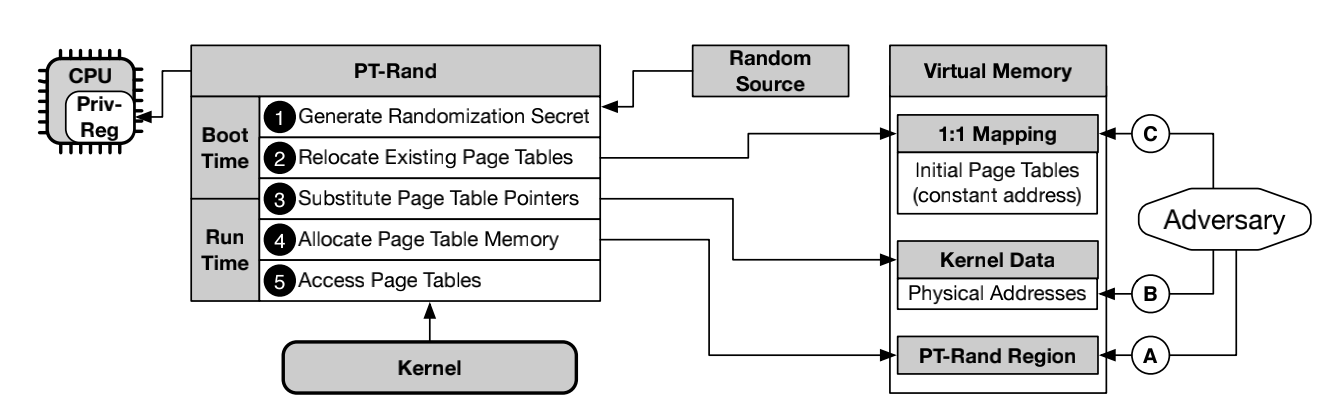 CPU
Priv-
Reg
PT-Rand
Boot
Time
1 Generate Randomization Secret
2 Relocate Existing Page Tables
3 Substitute Page Table Pointers
Run
Time
4 Allocate Page Table Memory
5 Access Page Tables
Kernel
Random
Source
Virtual Memory
1:1 Mapping
Initial Page Tables
(constant address)
Kernel Data
Physical Addresses
PT-Rand Region
C
B
A
Adversary